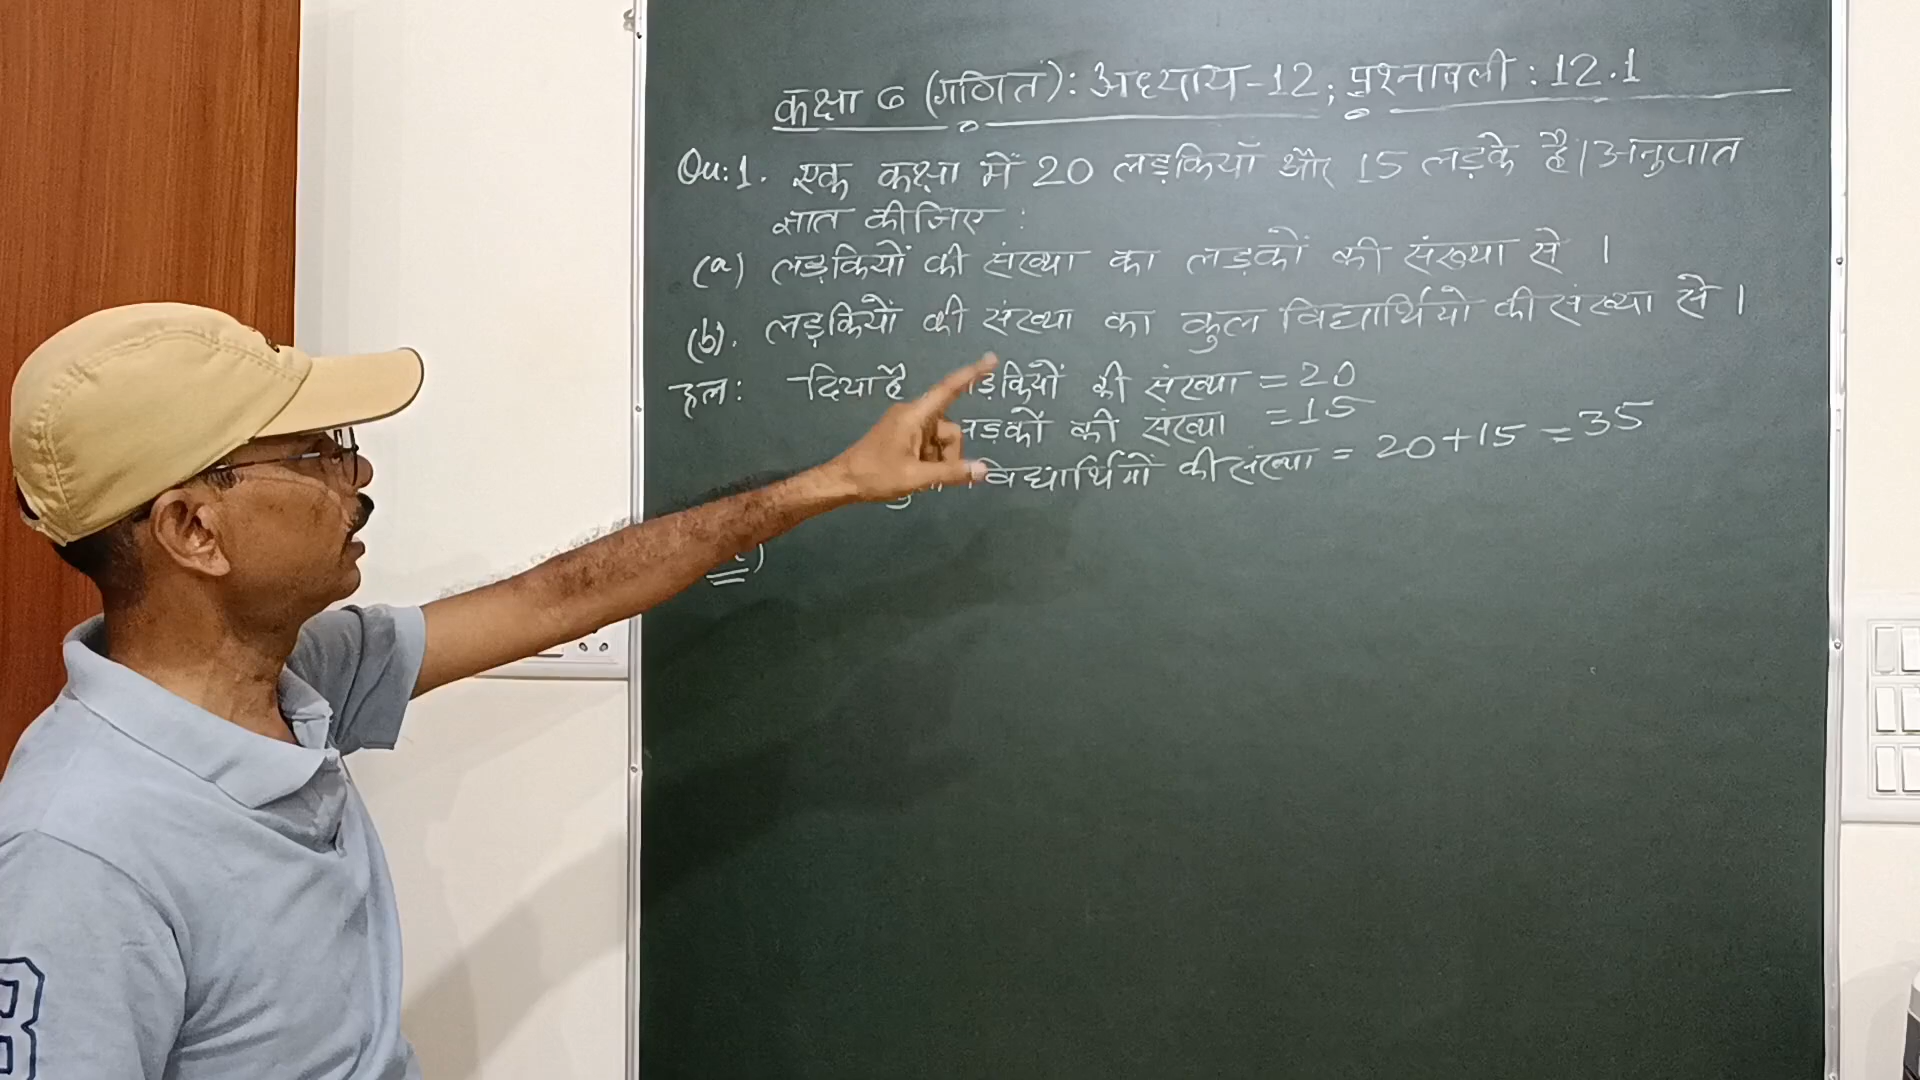 कक्षा 6 (गणित): अध्याय-12; प्रश्नावली : 12.1
Qu:1. एक कक्षा में 20 लड़कियाँ और 15 लड़के है। अनुपात
ज्ञात कीजिए :
(a) लड़कियों की संख्या का लड़कों की संख्या से ।
(b). लड़कियों की संख्या का कुल विद्यार्थियो की संख्या से ।
हल: दिया है ड़कियों की संख्या = 20
लड़कों की संख्या = 15
विद्यार्थियों की संख्या = 20+15 = 35
B